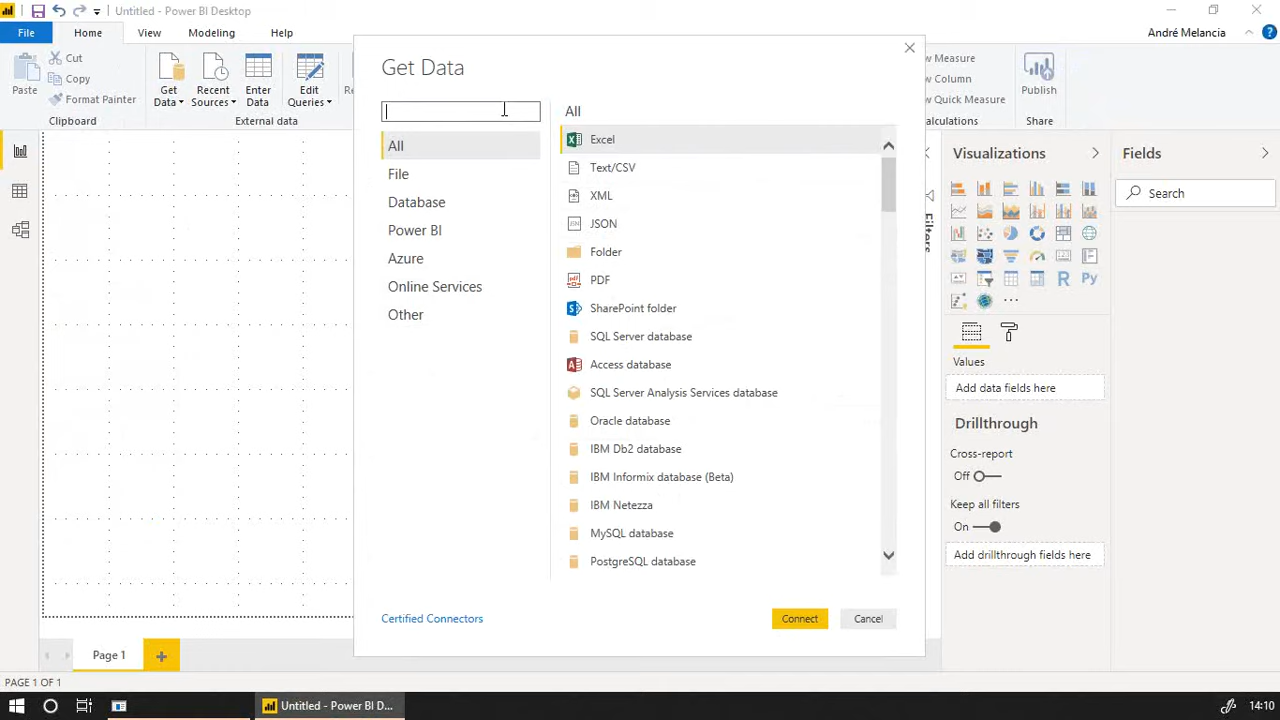 Untitled - Power BI Desktop
File
Home
View
Modeling
Help
André Melancia
?
Paste
Cut
Copy
Format Painter
Clipboard
Get
Data
Recent
Sources
Enter
Data
Edit
Queries
External data
w Measure
w Column
w Quick Measure
alculations
Publish
Share
Get Data
All
File
Database
Power BI
Azure
Online Services
Other
All
Excel
Text/CSV
XML
JSON
Folder
PDF
SharePoint folder
SQL Server database
Access database
SQL Server Analysis Services database
Oracle database
IBM Db2 database
IBM Informix database (Beta)
IBM Netezza
MySQL database
PostgreSQL database
Certified Connectors
Connect
Cancel
Filters
Visualizations
R
Py
Values
Add data fields here
Drillthrough
Cross-report
Off
Keep all filters
On
Add drillthrough fields here
Fields
Search
Page 1
PAGE 1 OF 1
Untitled - Power BI D...
14:10